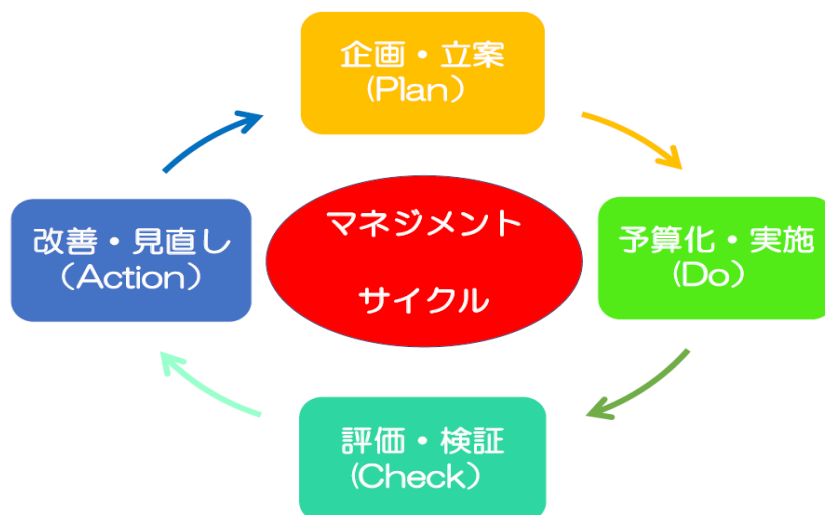 企画・立案
(Plan)
マネジメント
サイクル
予算化・実施
(Do)
評価・検証
(Check)
改善・見直し
(Action)